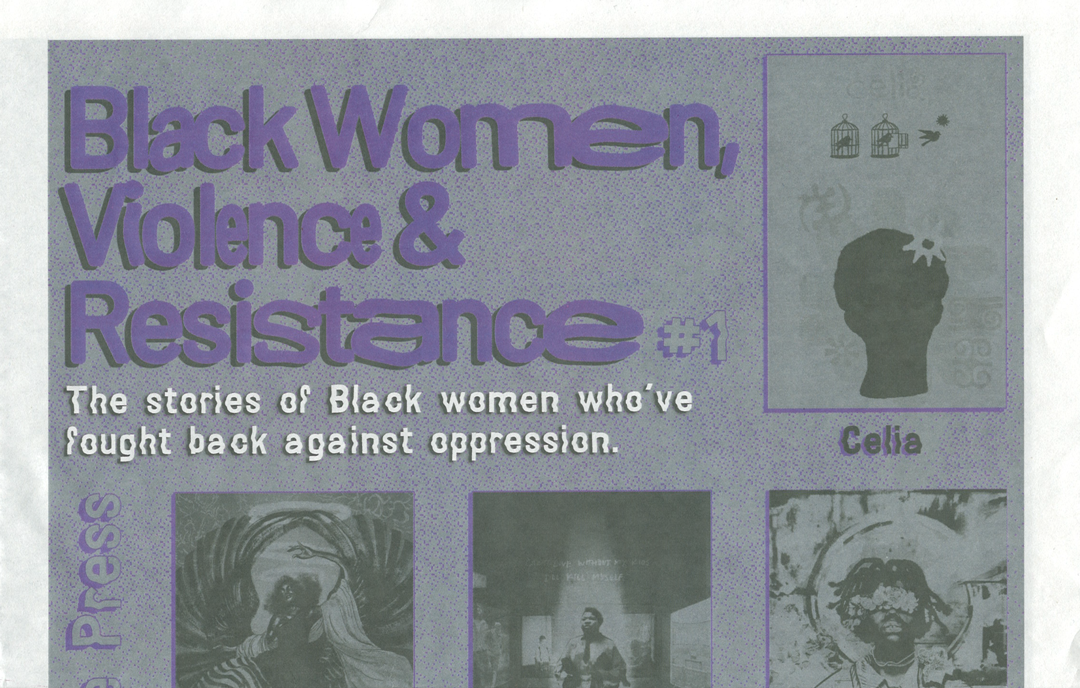 Black Women,
Violence &
Resistance #1
The stories of Black women who've
fought back against oppression.
Celia
Press